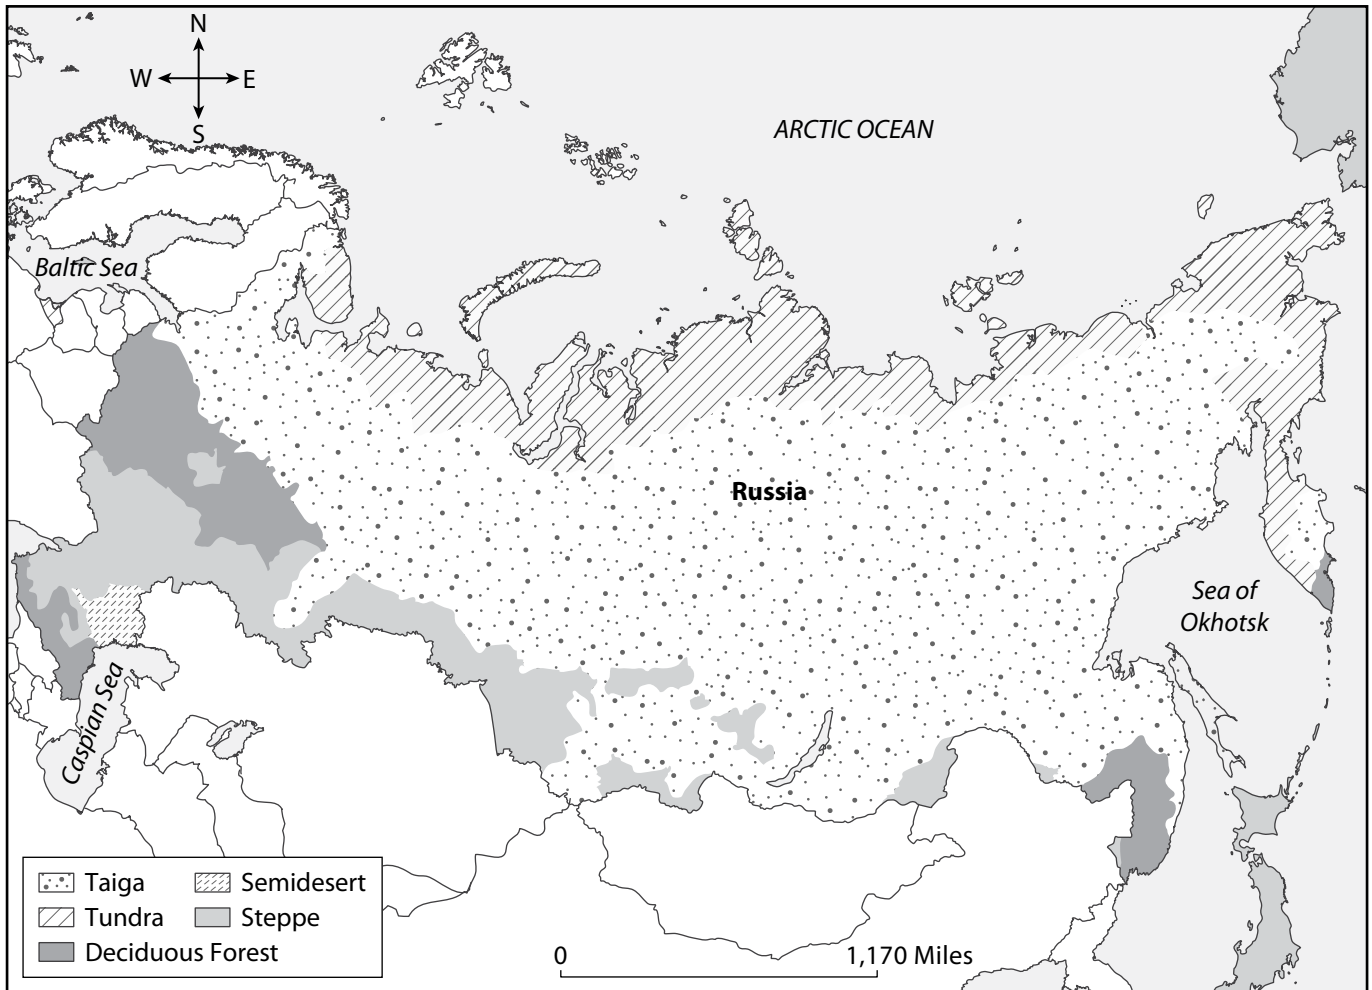 N
W E
S
ARCTIC OCEAN
Baltic Sea
Russia
Sea of
Okhotsk
Caspian Sea
Taiga
Semidesert
Tundra
Steppe
Deciduous Forest
0
1,170 Miles